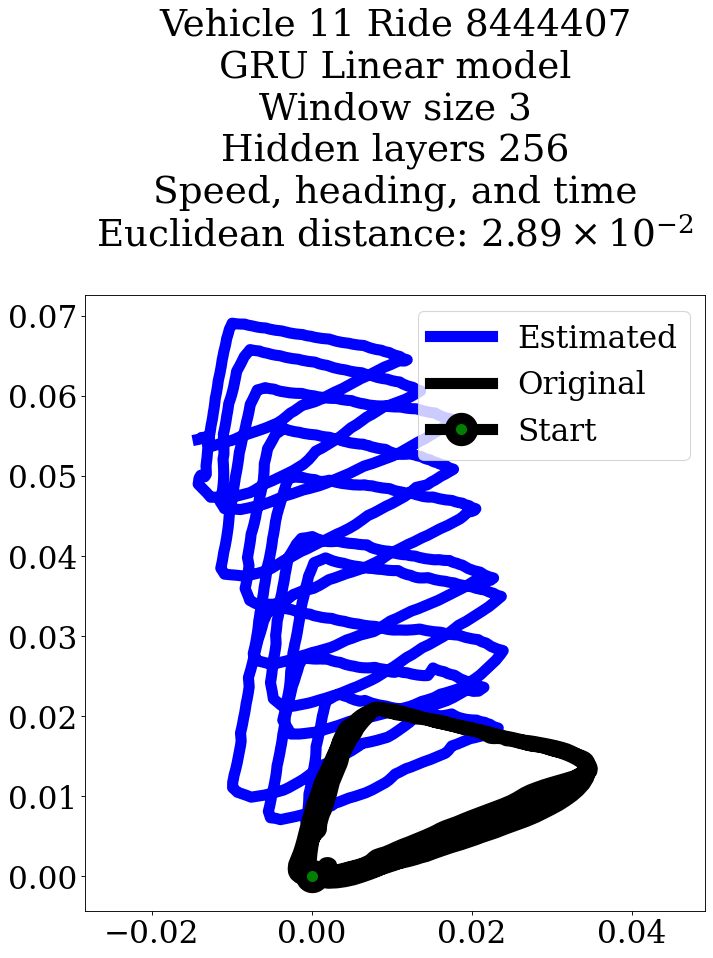 Vehicle 11 Ride 8444407
GRU Linear model
Window size 3
Hidden layers 256
Speed, heading, and time
Euclidean distance: 2.89 × 10⁻²
Estimated
Original
Start
0.07
0.06
0.05
0.04
0.03
0.02
0.01
0.00
−0.02 0.00 0.02 0.04